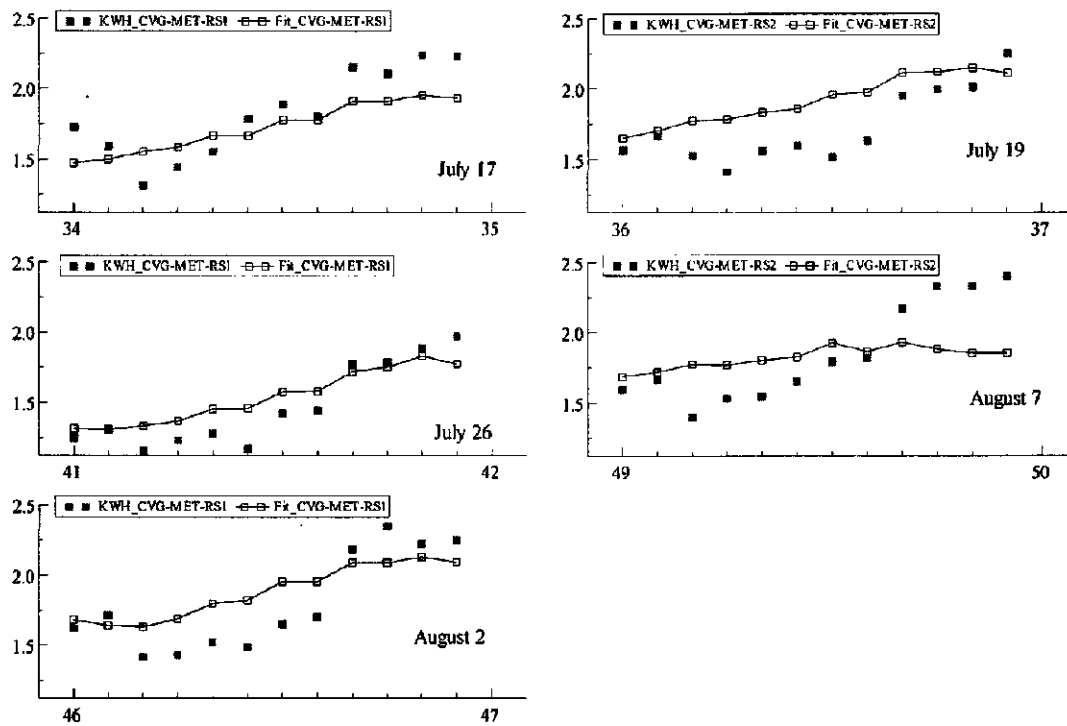 2.5
KWH_CVG-MET-RS1 Fit_CVG-MET-RS1
2.0
1.5
July 17
34 35
KWH_CVG-MET-RS2 Fit_CVG-MET-RS2
2.5
2.0
1.5
July 19
36 37
2.5
KWH_CVG-MET-RS1 Fit_CVG-MET-RS1
2.0
1.5
July 26
41 42
KWH_CVG-MET-RS2 Fit_CVG-MET-RS2
2.5
2.0
1.5
August 7
49 50
2.5
KWH_CVG-MET-RS1 Fit_CVG-MET-RS1
2.0
1.5
August 2
46 47